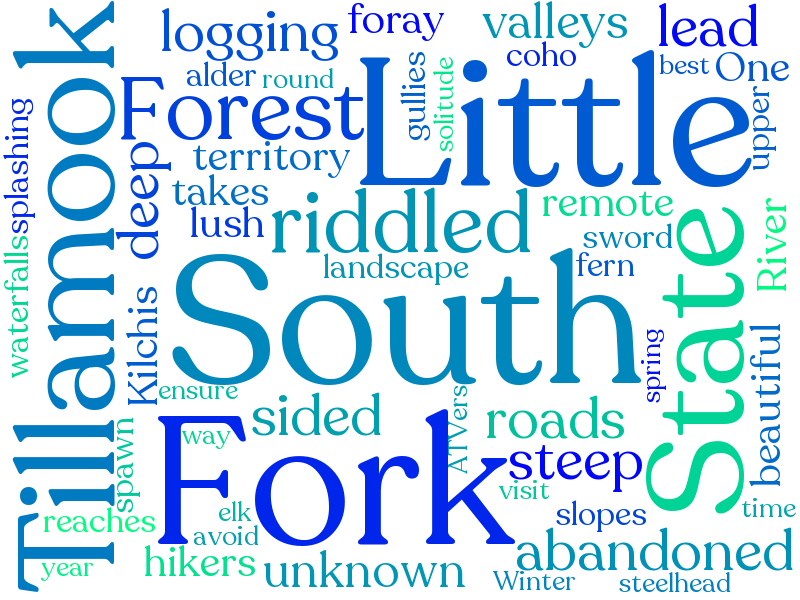 logging
foray
valleys
lead
coho
best
One
alder
round
gullies
solitude
upper
Forest
Little
Tillamook
splashing
deep
territory
takes
lush
riddled
remote
sword
fern
landscape
State
River
waterfalls
Kilchis
South
spring
beautiful
ensure
sided
ATVers
roads
way
spawn
Fork
steep
visit
reaches
elk
avoid
slopes
time
year
hikers
unknown
abandoned
Winter
steelhead